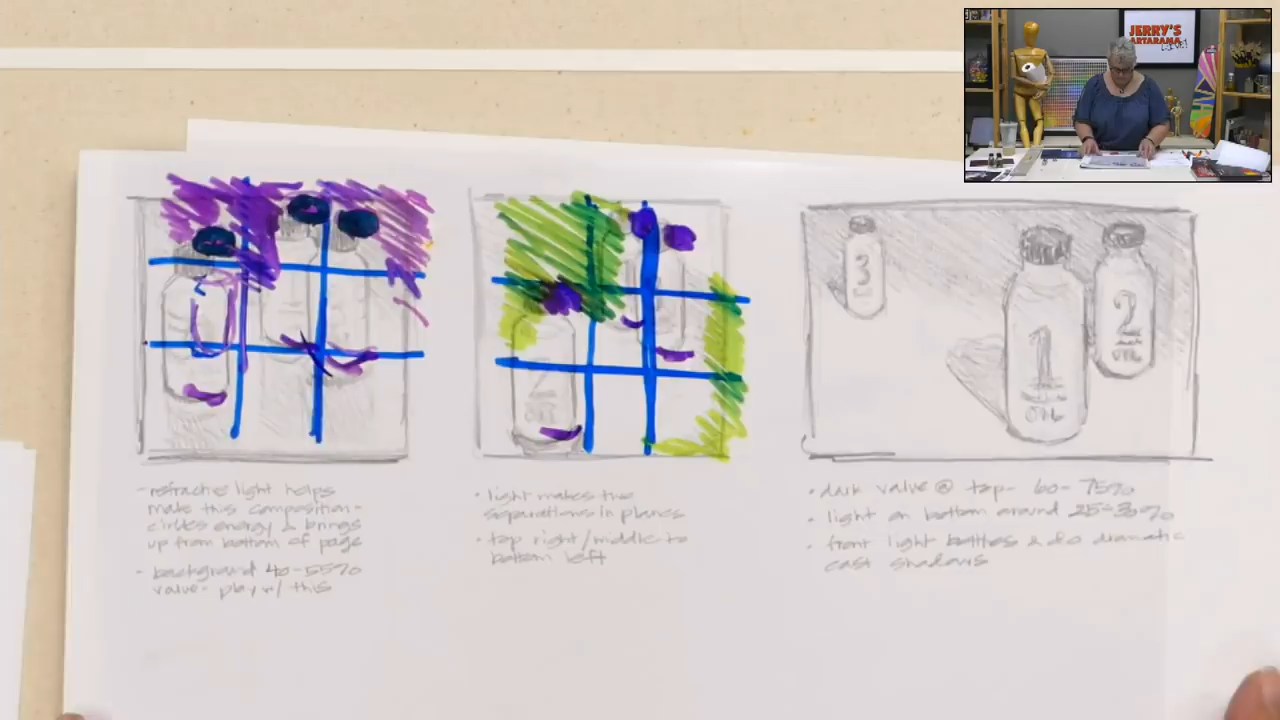 JERRY'S
ARTARAMA
LIVE!
3
1
2
OIL
- refractive light helps
make this composition -
circles energy & brings
up from bottom of page
- background 40-55%
value - play w/ this
• light makes the
separations in planes
• top right/middle to
bottom left
• dark value @ top - 60-75%
• light on bottom around 25-30%
• front light bottles & do dramatic
cast shadows